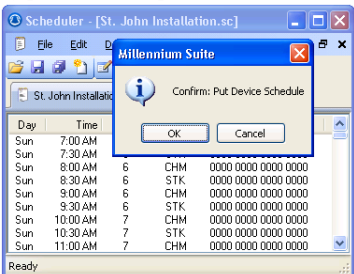 Scheduler - [St. John Installation.sc]
File Edit
Millennium Suite
Confirm: Put Device Schedule
OK Cancel
St. John Installatic
Day Time
Sun 7:00 AM
Sun 7:30 AM
Sun 8:00 AM 6 CHM 0000 0000 0000 0000
Sun 8:30 AM 6 STK 0000 0000 0000 0000
Sun 9:00 AM 6 CHM 0000 0000 0000 0000
Sun 9:30 AM 6 STK 0000 0000 0000 0000
Sun 10:00 AM 7 CHM 0000 0000 0000 0000
Sun 10:30 AM 7 STK 0000 0000 0000 0000
Sun 11:00 AM 7 CHM 0000 0000 0000 0000
Ready